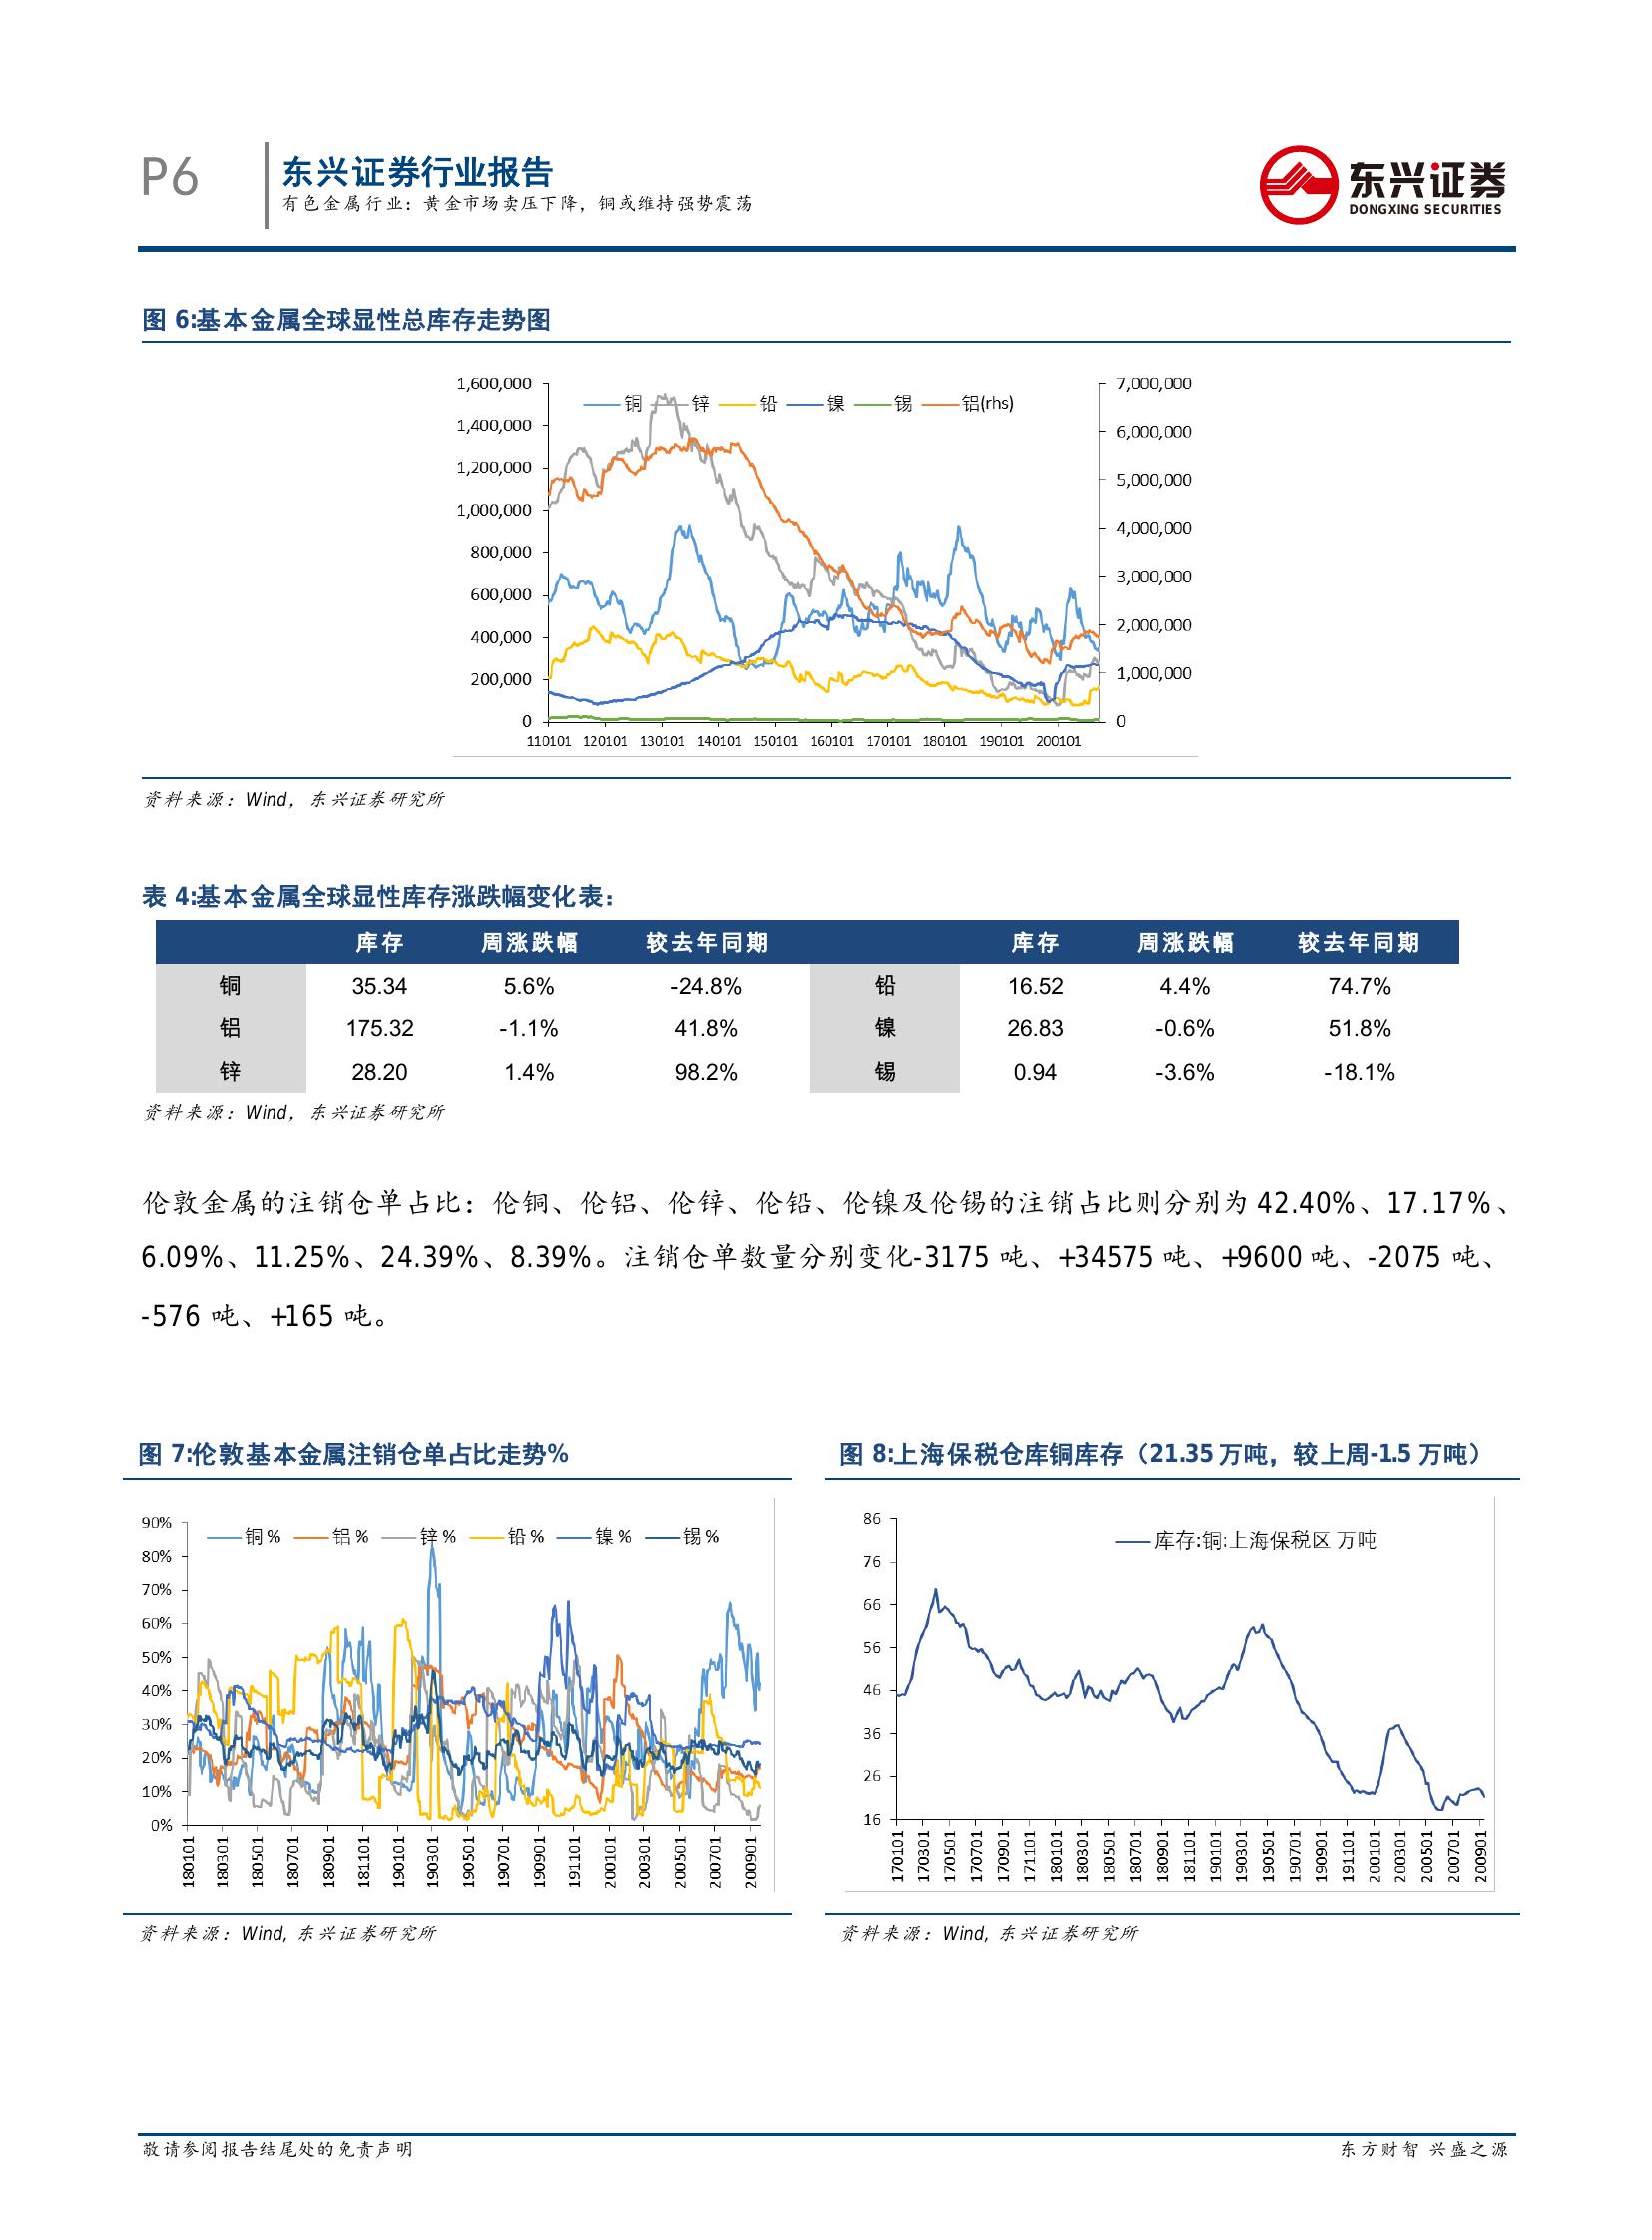 P6
东兴证券行业报告
有色金属行业：黄金市场卖压下降，铜或维持强势震荡
东兴证券
DONGXING SECURITIES
图 6:基本金属全球显性总库存走势图
1,600,000
1,400,000
1,200,000
1,000,000
800,000
600,000
400,000
200,000
0
铜 锌 铅 镍 锡 铝(rhs)
7,000,000
6,000,000
5,000,000
4,000,000
3,000,000
2,000,000
1,000,000
0
110101 120101 130101 140101 150101 160101 170101 180101 190101 200101
资料来源：Wind，东兴证券研究所
表 4:基本金属全球显性库存涨跌幅变化表：
库存 周涨跌幅 较去年同期 库存 周涨跌幅 较去年同期
铜 35.34 5.6% -24.8% 铅 16.52 4.4% 74.7%
铝 175.32 -1.1% 41.8% 镍 26.83 -0.6% 51.8%
锌 28.20 1.4% 98.2% 锡 0.94 -3.6% -18.1%
资料来源：Wind，东兴证券研究所
伦敦金属的注销仓单占比：伦铜、伦铝、伦锌、伦铅、伦镍及伦锡的注销占比则分别为 42.40%、17.17%、
6.09%、11.25%、24.39%、8.39%。注销仓单数量分别变化-3175 吨、+34575 吨、+9600 吨、-2075 吨、
-576 吨、+165 吨。
图 7:伦敦基本金属注销仓单占比走势%
90%
80%
70%
60%
50%
40%
30%
20%
10%
0%
铜 % 铝 % 锌 % 铅 % 镍 % 锡 %
180101 180301 180501 180701 180901 181101 190101 190301 190501 190701 190901 191101 200101 200301 200501 200701 200901
资料来源：Wind, 东兴证券研究所
图 8:上海保税仓库铜库存（21.35 万吨，较上周-1.5 万吨）
86
76
66
56
46
36
26
16
库存:铜:上海保税区 万吨
170101 170301 170501 170701 170901 171101 180101 180301 180501 180701 180901 181101 190101 190301 190501 190701 190901 191101 200101 200301 200501 200701 200901
资料来源：Wind, 东兴证券研究所
敬请参阅报告结尾处的免责声明
东方财智 兴盛之源